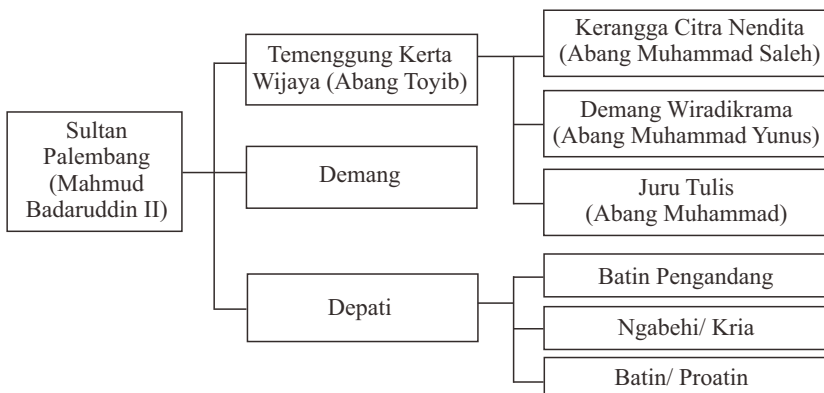 Sultan
Palembang
(Mahmud
Badaruddin II)
Temenggung Kerta
Wijaya (Abang Toyib)
Kerangga Citra Nendita
(Abang Muhammad Saleh)
Demang Wiradikrama
(Abang Muhammad Yunus)
Juru Tulis
(Abang Muhammad)
Demang
Depati
Batin Pengandang
Ngabehi/ Kria
Batin/ Proatin